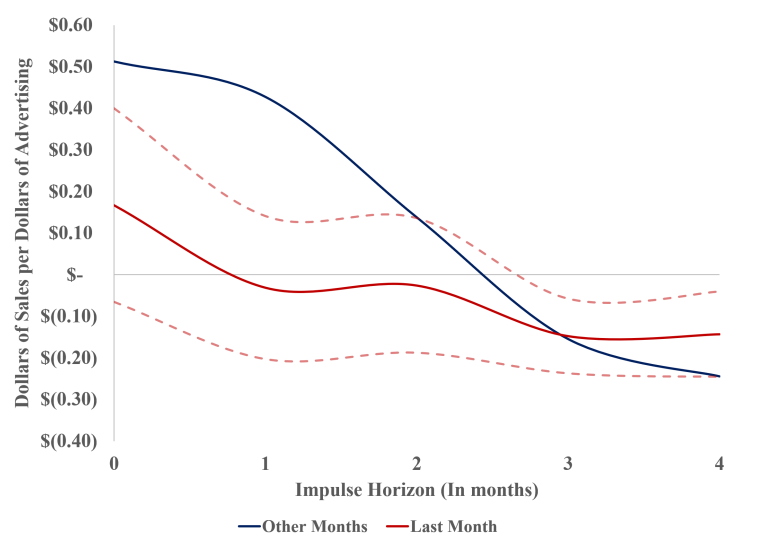 $0.60
$0.50
$0.40
$0.30
$0.20
$0.10
$-
$(0.10)
$(0.20)
$(0.30)
$(0.40)
Dollars of Sales per Dollars of Advertising
0 1 2 3 4
Impulse Horizon (In months)
Other Months Last Month